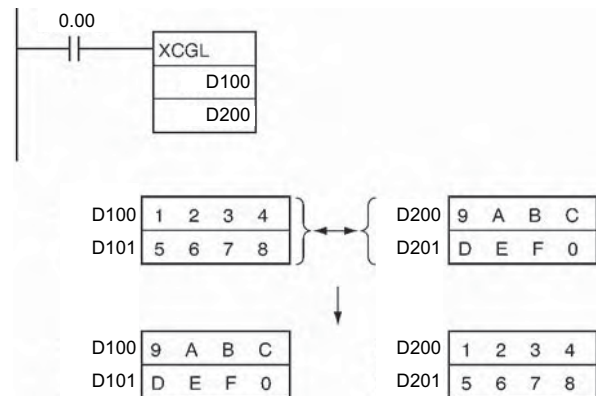 0.00
XCGL
D100
D200
D100 1 2 3 4 D200 9 A B C
D101 5 6 7 8 D201 D E F 0
D100 9 A B C D200 1 2 3 4
D101 D E F 0 D201 5 6 7 8